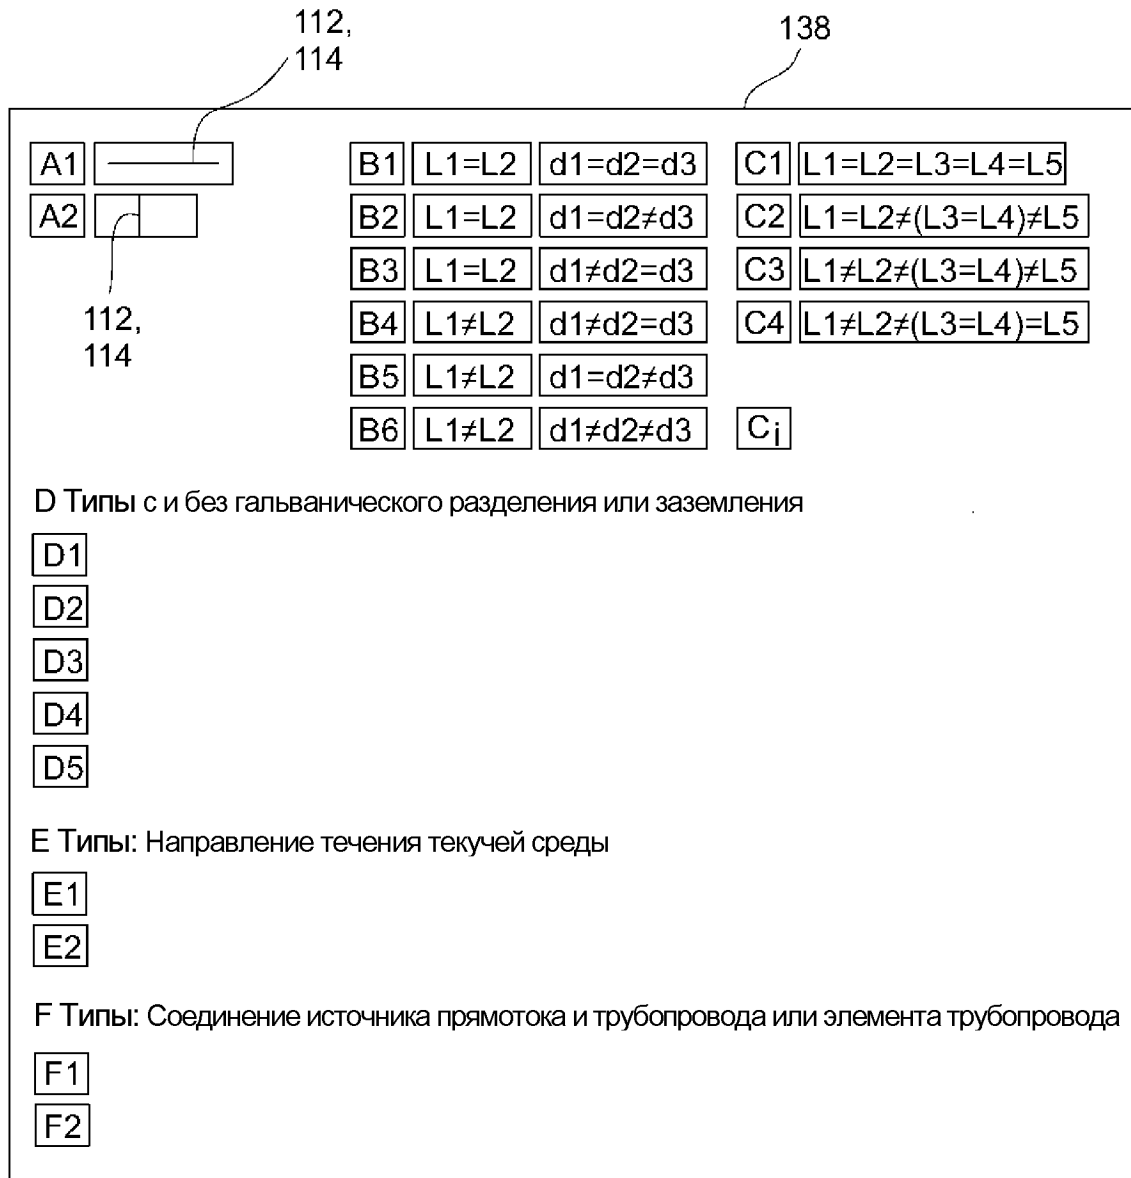 112,
114
138
A1
B1 L1=L2 d1=d2=d3 C1 L1=L2=L3=L4=L5
A2
B2 L1=L2 d1=d2≠d3 C2 L1=L2≠(L3=L4)≠L5
B3 L1=L2 d1≠d2=d3 C3 L1≠L2≠(L3=L4)≠L5
112,
114
B4 L1≠L2 d1≠d2=d3 C4 L1≠L2≠(L3=L4)=L5
B5 L1≠L2 d1=d2≠d3
B6 L1≠L2 d1≠d2≠d3 Ci
D Типы с и без гальванического разделения или заземления
D1
D2
D3
D4
D5
E Типы: Направление течения текучей среды
E1
E2
F Типы: Соединение источника прямотока и трубопровода или элемента трубопровода
F1
F2